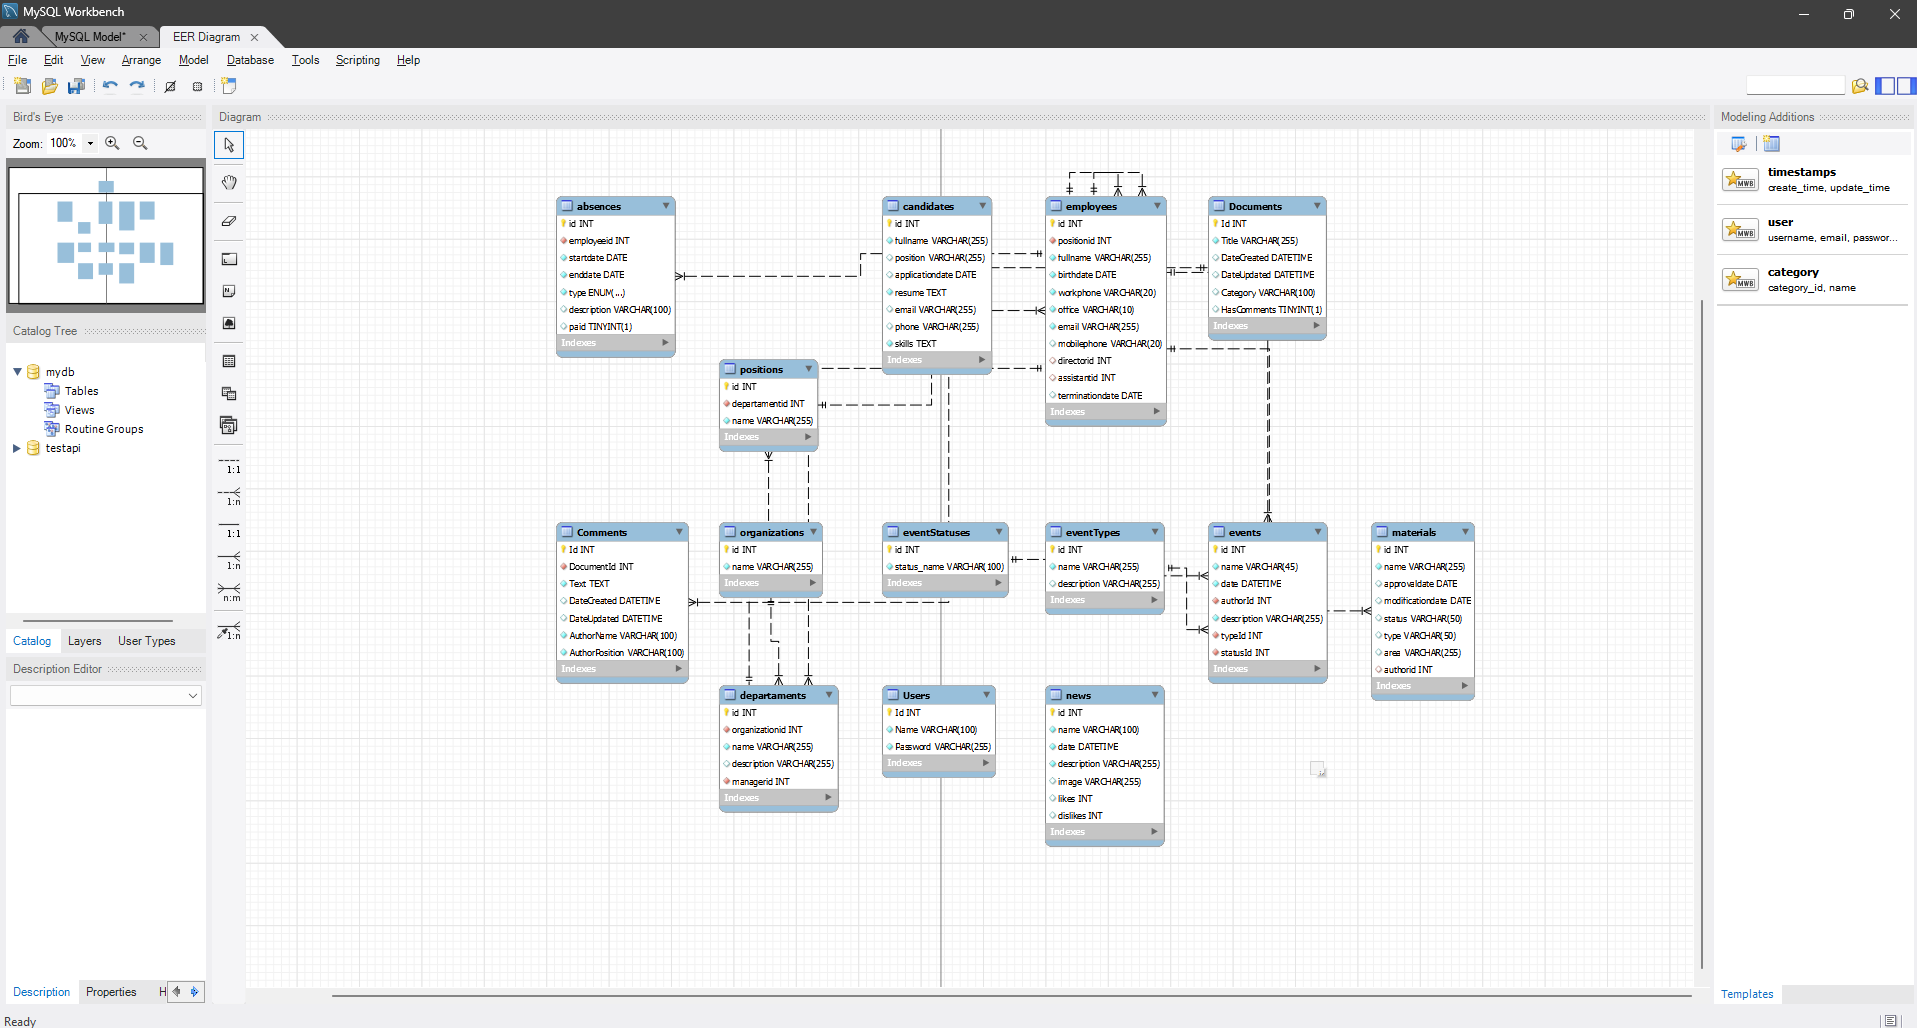 MySQL Workbench
MySQL Model*
EER Diagram
File Edit View Arrange Model Database Tools Scripting Help
Bird's Eye
Zoom: 100%
Catalog Tree
mydb
Tables
Views
Routine Groups
testapi
Catalog Layers User Types
Description Editor
Description Properties H
Ready
Diagram
1:1
1:n
1:1
1:n
n:m
1:n
absences
id INT
employeeid INT
startdate DATE
enddate DATE
type ENUM(...)
description VARCHAR(100)
paid TINYINT(1)
Indexes
candidates
id INT
fullname VARCHAR(255)
position VARCHAR(255)
applicationdate DATE
resume TEXT
email VARCHAR(255)
phone VARCHAR(255)
skills TEXT
Indexes
employees
id INT
positionid INT
fullname VARCHAR(255)
birthdate DATE
workphone VARCHAR(20)
office VARCHAR(10)
email VARCHAR(255)
mobilephone VARCHAR(20)
directorid INT
assistantid INT
terminationdate DATE
Indexes
Documents
Id INT
Title VARCHAR(255)
DateCreated DATETIME
DateUpdated DATETIME
Category VARCHAR(100)
HasComments TINYINT(1)
Indexes
positions
id INT
departamentid INT
name VARCHAR(255)
Indexes
Comments
Id INT
DocumentId INT
Text TEXT
DateCreated DATETIME
DateUpdated DATETIME
AuthorName VARCHAR(100)
AuthorPosition VARCHAR(100)
Indexes
organizations
id INT
name VARCHAR(255)
Indexes
eventStatuses
id INT
status_name VARCHAR(100)
Indexes
eventTypes
id INT
name VARCHAR(255)
description VARCHAR(255)
Indexes
events
id INT
name VARCHAR(45)
date DATETIME
authorId INT
description VARCHAR(255)
typeId INT
statusId INT
Indexes
materials
id INT
name VARCHAR(255)
approvaldate DATE
modificationdate DATE
status VARCHAR(50)
type VARCHAR(50)
area VARCHAR(255)
authorid INT
Indexes
departaments
id INT
organizationid INT
name VARCHAR(255)
description VARCHAR(255)
managerid INT
Indexes
Users
Id INT
Name VARCHAR(100)
Password VARCHAR(255)
Indexes
news
id INT
name VARCHAR(100)
date DATETIME
description VARCHAR(255)
image VARCHAR(255)
likes INT
dislikes INT
Indexes
Modeling Additions
MWB
timestamps
create_time, update_time
MWB
user
username, email, passwor...
MWB
category
category_id, name
Templates